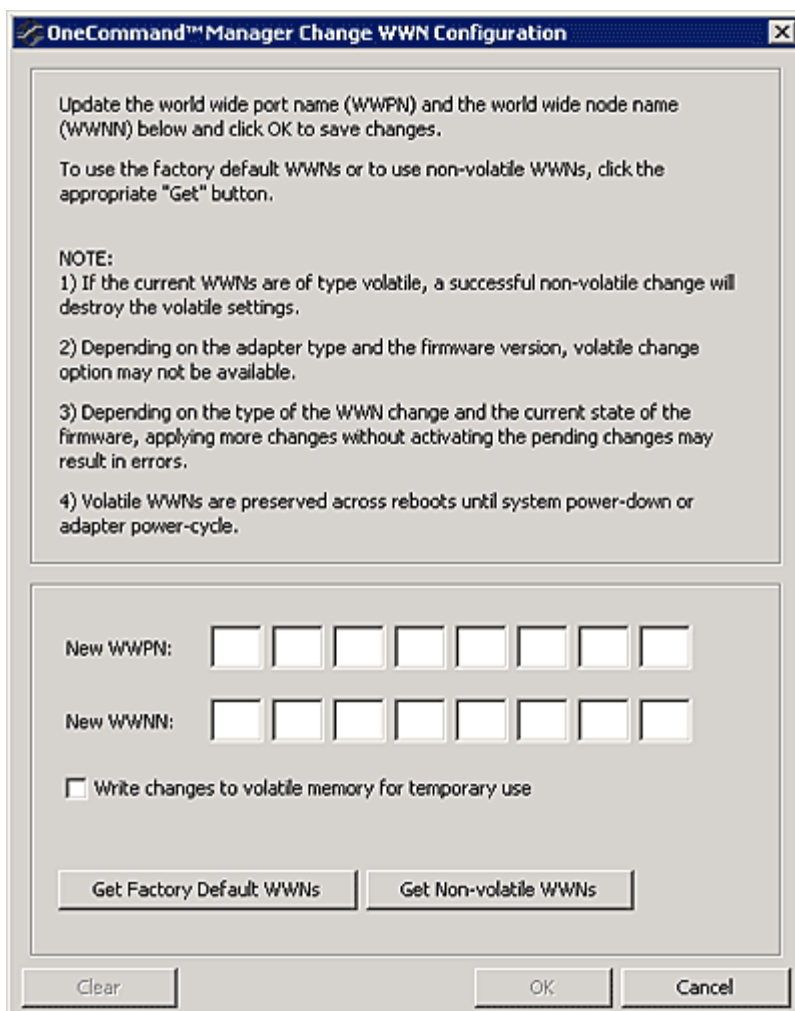 OneCommand™ Manager Change WWN Configuration
Update the world wide port name (WWPN) and the world wide node name
(WWNN) below and click OK to save changes.
To use the factory default WWNs or to use non-volatile WWNs, click the
appropriate "Get" button.
NOTE:
1) If the current WWNs are of type volatile, a successful non-volatile change will
destroy the volatile settings.
2) Depending on the adapter type and the firmware version, volatile change
option may not be available.
3) Depending on the type of the WWN change and the current state of the
firmware, applying more changes without activating the pending changes may
result in errors.
4) Volatile WWNs are preserved across reboots until system power-down or
adapter power-cycle.
New WWPN:
New WWNN:
Write changes to volatile memory for temporary use
Get Factory Default WWNs Get Non-volatile WWNs
Clear OK Cancel